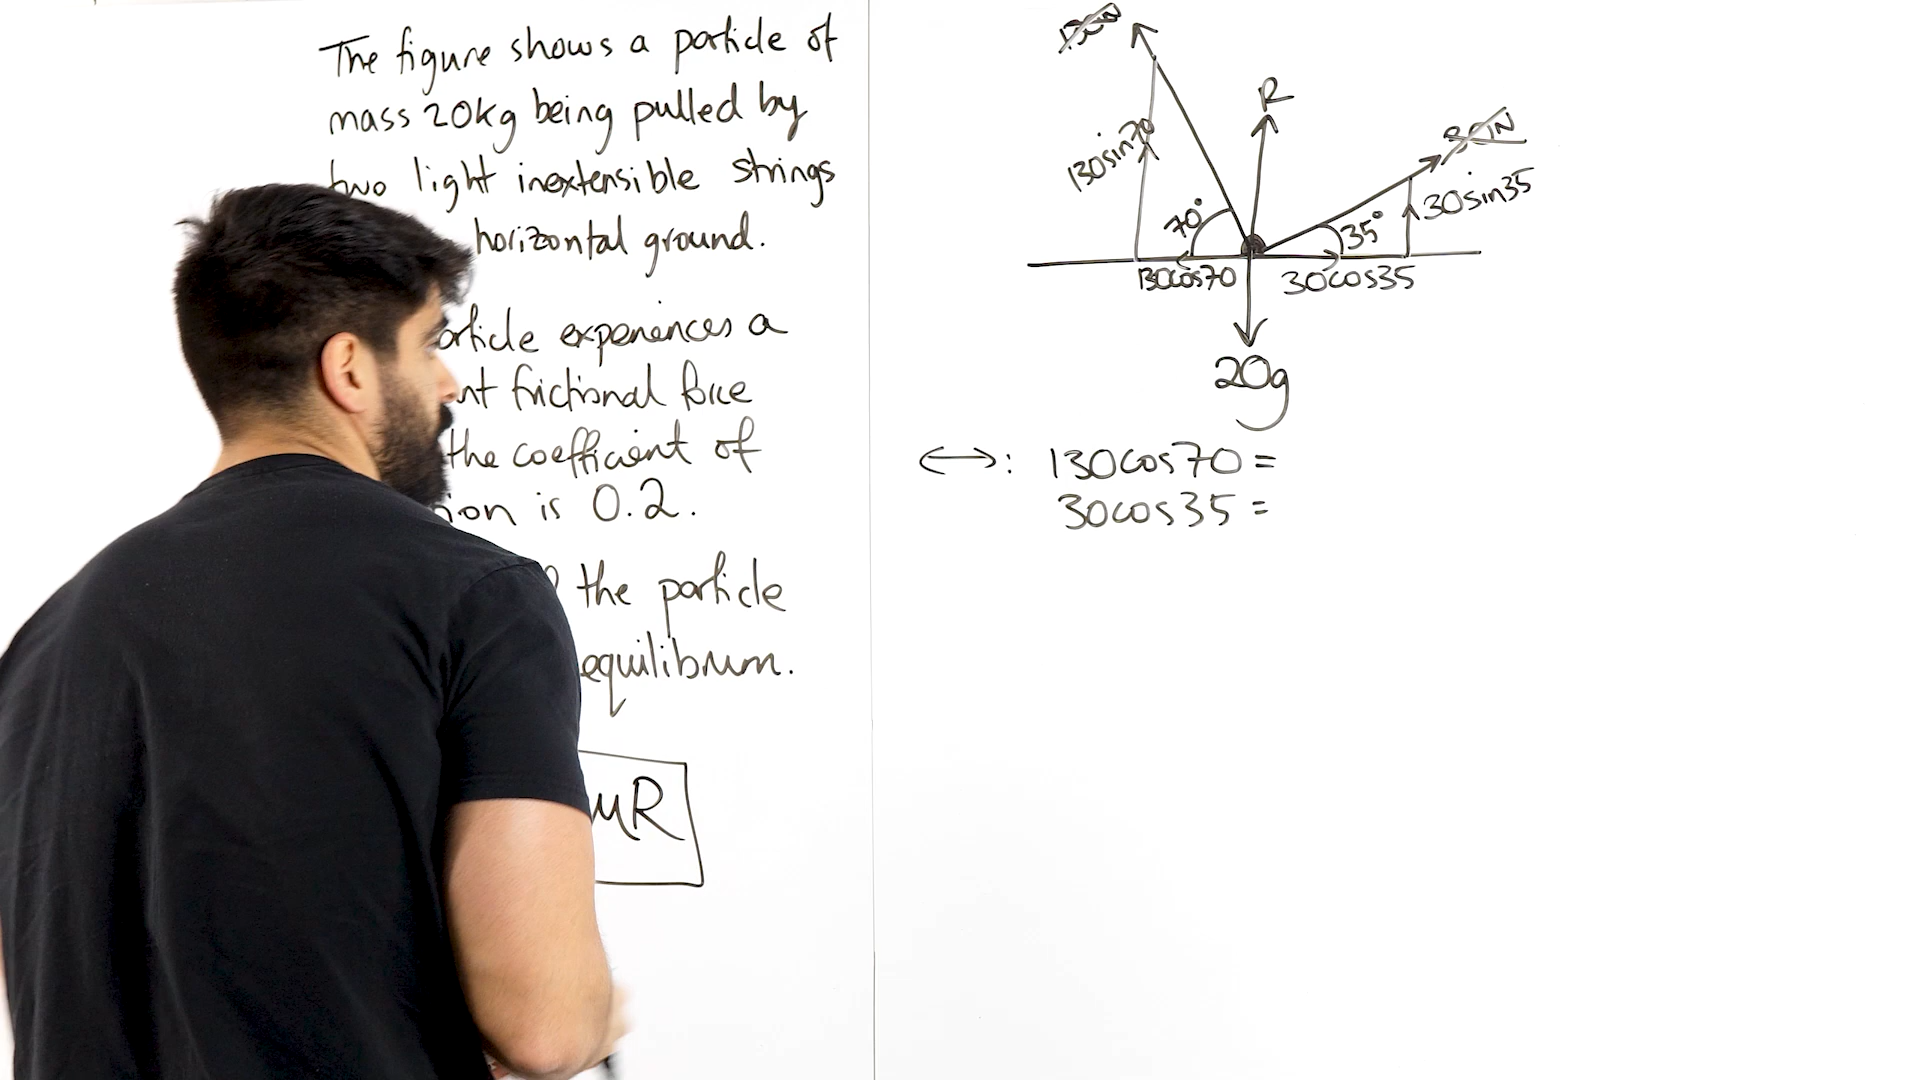 The figure shows a particle of
mass 20kg being pulled by
two light inextensible strings
horizontal ground.
article experiences a
nt frictional force
the coefficient of
ion is 0.2.
the particle
equilibrium.
μR
130sin70
R
30N
30sin35
70°
35°
130cos70
30cos35
20g
↔: 130cos70 =
30cos35 =